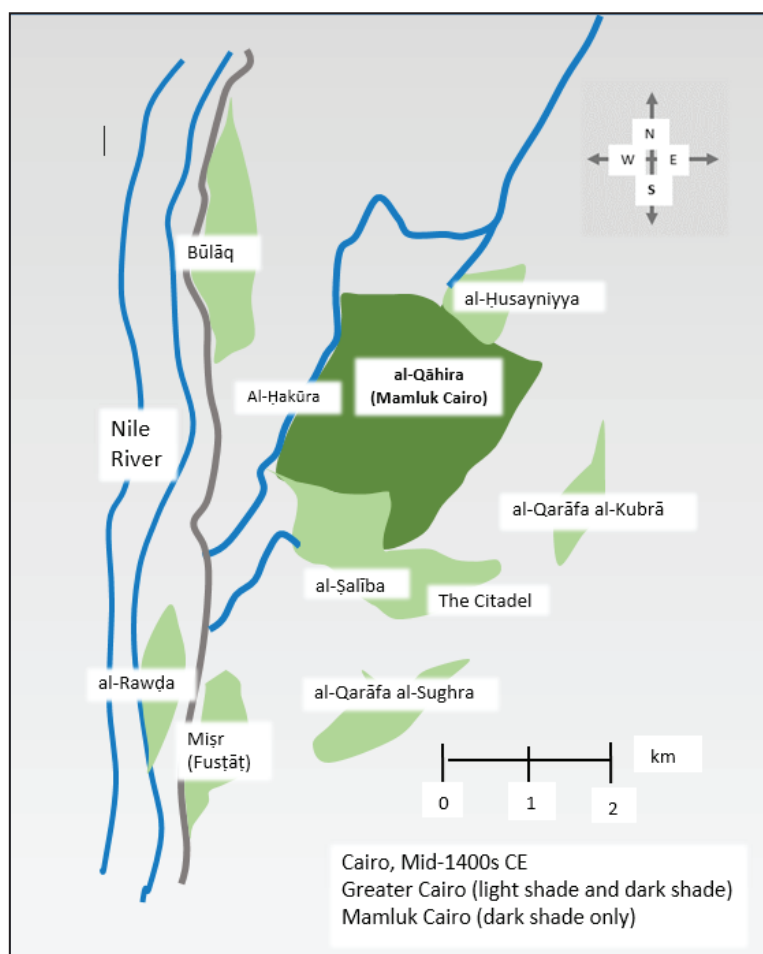 N
W E
S
Būlāq
al-Ḥusayniyya
al-Qāhira
(Mamluk Cairo)
Al-Ḥakūra
Nile
River
al-Qarāfa al-Kubrā
al-Ṣalība
The Citadel
al-Rawḍa
al-Qarāfa al-Sughra
Miṣr
(Fusṭāṭ)
km
0 1 2
Cairo, Mid-1400s CE
Greater Cairo (light shade and dark shade)
Mamluk Cairo (dark shade only)